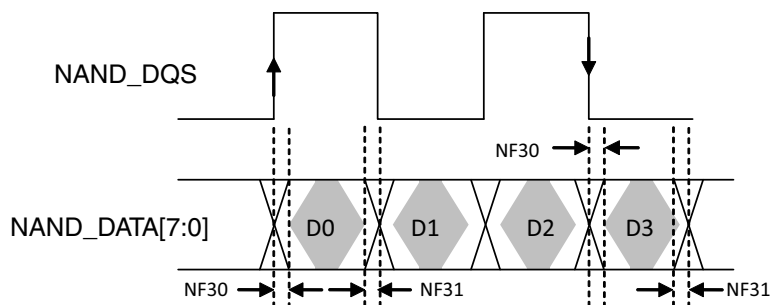 NAND_DQS
NF30
NAND_DATA[7:0]
D0
D1
D2
D3
NF30
NF31
NF31